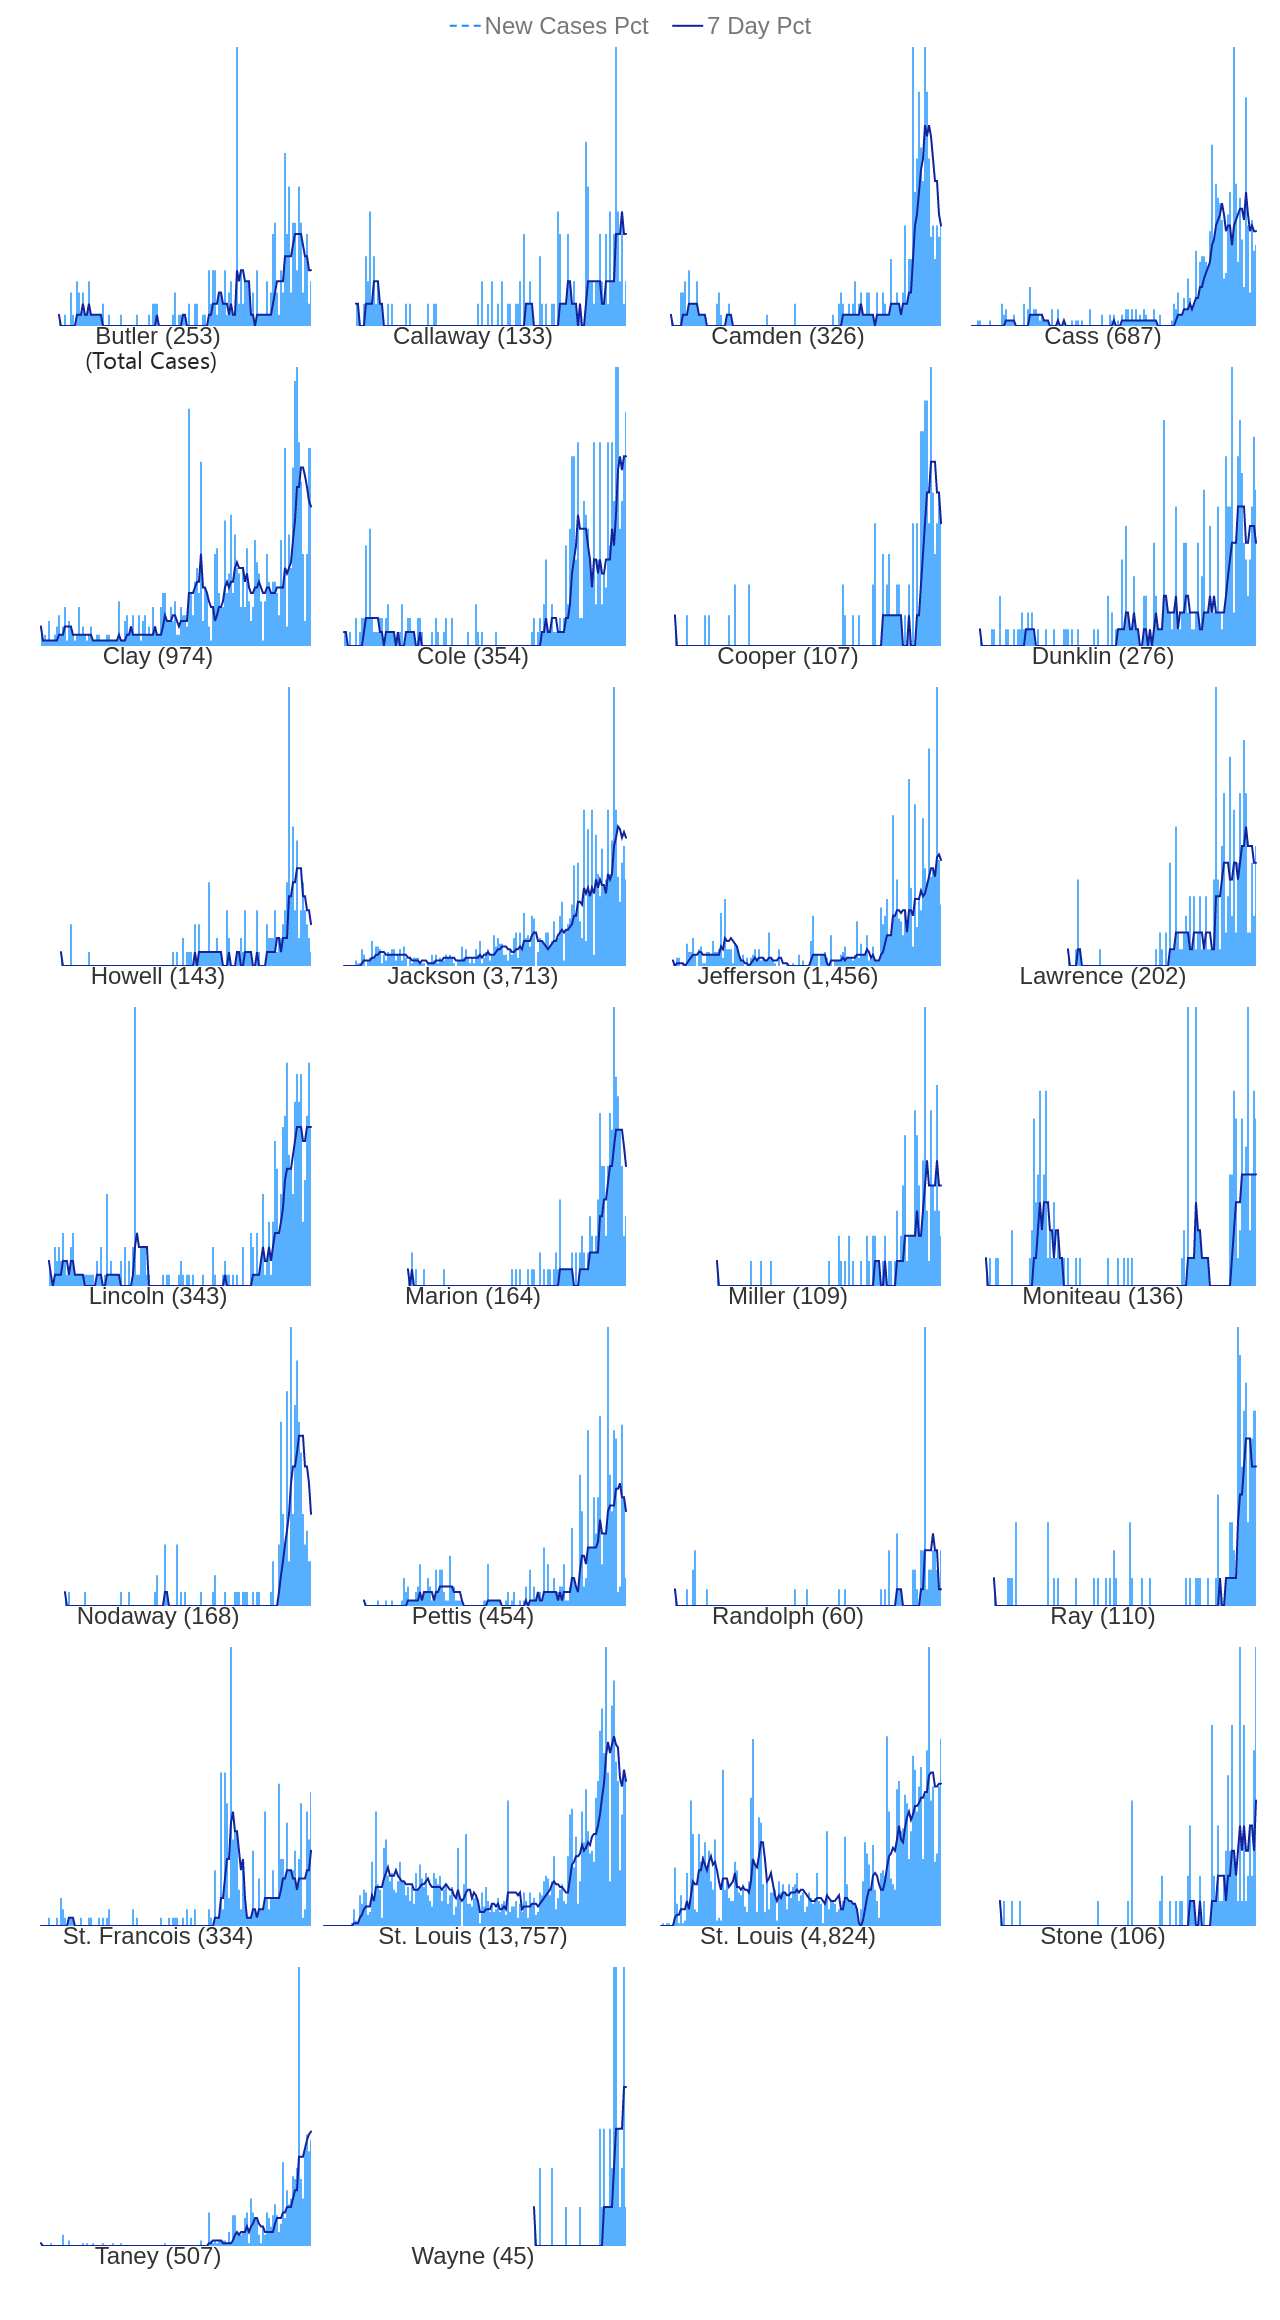 New Cases Pct 7 Day Pct
Butler (253) Callaway (133) Camden (326) Cass (687)
(Total Cases)
Clay (974) Cole (354) Cooper (107) Dunklin (276)
Howell (143) Jackson (3,713) Jefferson (1,456) Lawrence (202)
Lincoln (343) Marion (164) Miller (109) Moniteau (136)
Nodaway (168) Pettis (454) Randolph (60) Ray (110)
St. Francois (334) St. Louis (13,757) St. Louis (4,824) Stone (106)
Taney (507) Wayne (45)